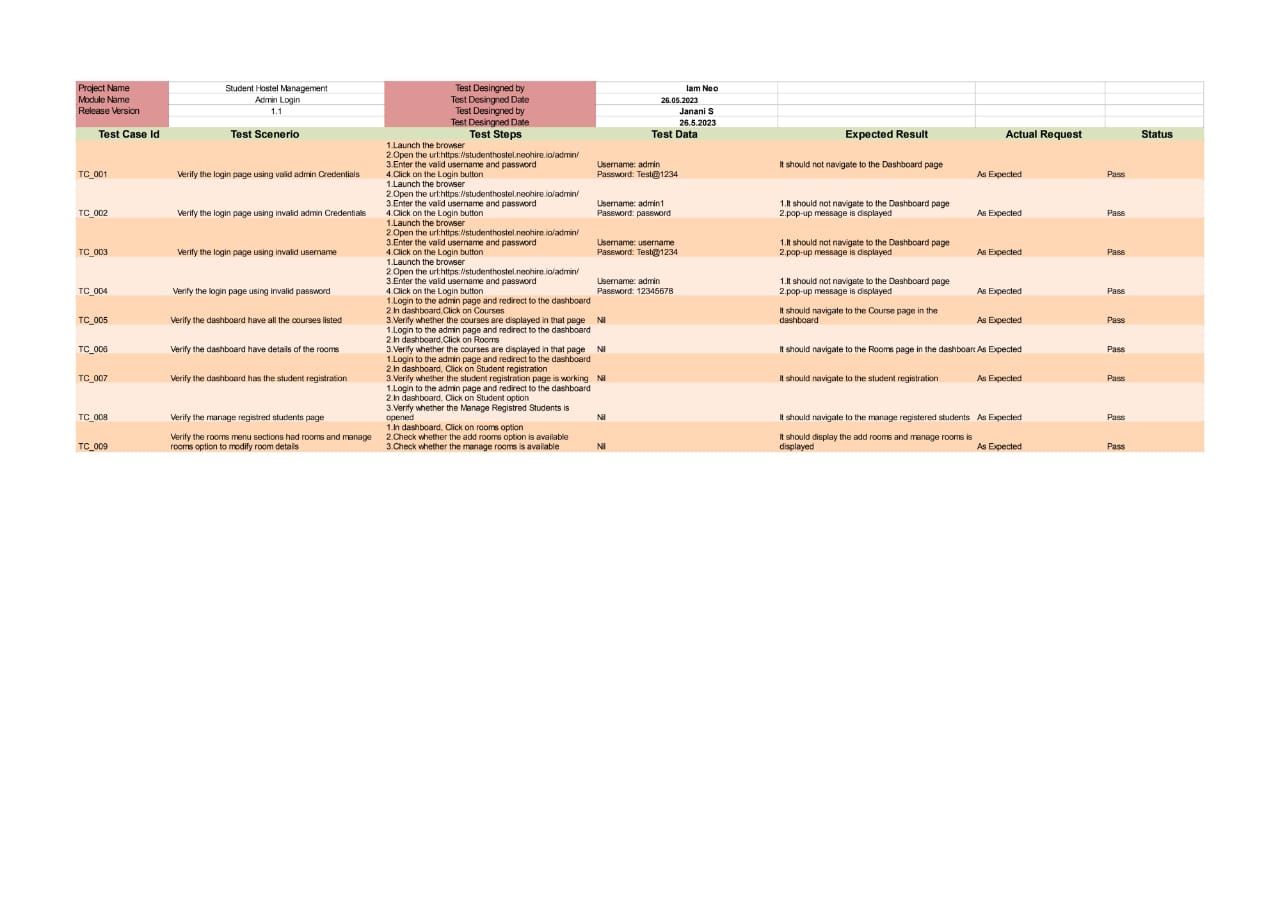 Project Name Student Hostel Management Test Desingned by Iam Neo
Module Name Admin Login Test Desingned Date 26.05.2023
Release Version 1.1 Test Desingned by Janani S
Test Desingned Date 26.5.2023
Test Case Id Test Scenerio Test Steps Test Data Expected Result Actual Request Status
1.Launch the browser
2.Open the url:https://studenthostel.neohire.io/admin/
3.Enter the valid username and password Username: admin It should not navigate to the Dashboard page
TC_001 Verify the login page using valid admin Credentials 4.Click on the Login button Password: Test@1234 As Expected Pass
1.Launch the browser
2.Open the url:https://studenthostel.neohire.io/admin/
3.Enter the valid username and password Username: admin1 1.It should not navigate to the Dashboard page
TC_002 Verify the login page using invalid admin Credentials 4.Click on the Login button Password: password 2.pop-up message is displayed As Expected Pass
1.Launch the browser
2.Open the url:https://studenthostel.neohire.io/admin/
3.Enter the valid username and password Username: username 1.It should not navigate to the Dashboard page
TC_003 Verify the login page using invalid username 4.Click on the Login button Password: Test@1234 2.pop-up message is displayed As Expected Pass
1.Launch the browser
2.Open the url:https://studenthostel.neohire.io/admin/
3.Enter the valid username and password Username: admin 1.It should not navigate to the Dashboard page
TC_004 Verify the login page using invalid password 4.Click on the Login button Password: 12345678 2.pop-up message is displayed As Expected Pass
1.Login to the admin page and redirect to the dashboard
2.In dashboard,Click on Courses It should navigate to the Course page in the
TC_005 Verify the dashboard have all the courses listed 3.Verify whether the courses are displayed in that page Nil dashboard As Expected Pass
1.Login to the admin page and redirect to the dashboard
2.In dashboard,Click on Rooms
TC_006 Verify the dashboard have details of the rooms 3.Verify whether the courses are displayed in that page Nil It should navigate to the Rooms page in the dashboar As Expected Pass
1.Login to the admin page and redirect to the dashboard
2.In dashboard, Click on Student registration
TC_007 Verify the dashboard has the student registration 3.Verify whether the student registration page is working Nil It should navigate to the student registration As Expected Pass
1.Login to the admin page and redirect to the dashboard
2.In dashboard, Click on Student option
3.Verify whether the Manage Registred Students is
TC_008 Verify the manage registred students page opened Nil It should navigate to the manage registered students As Expected Pass
1.In dashboard, Click on rooms option
Verify the rooms menu sections had rooms and manage 2.Check whether the add rooms option is available It should display the add rooms and manage rooms is
TC_009 rooms option to modify room details 3.Check whether the manage rooms is available Nil displayed As Expected Pass